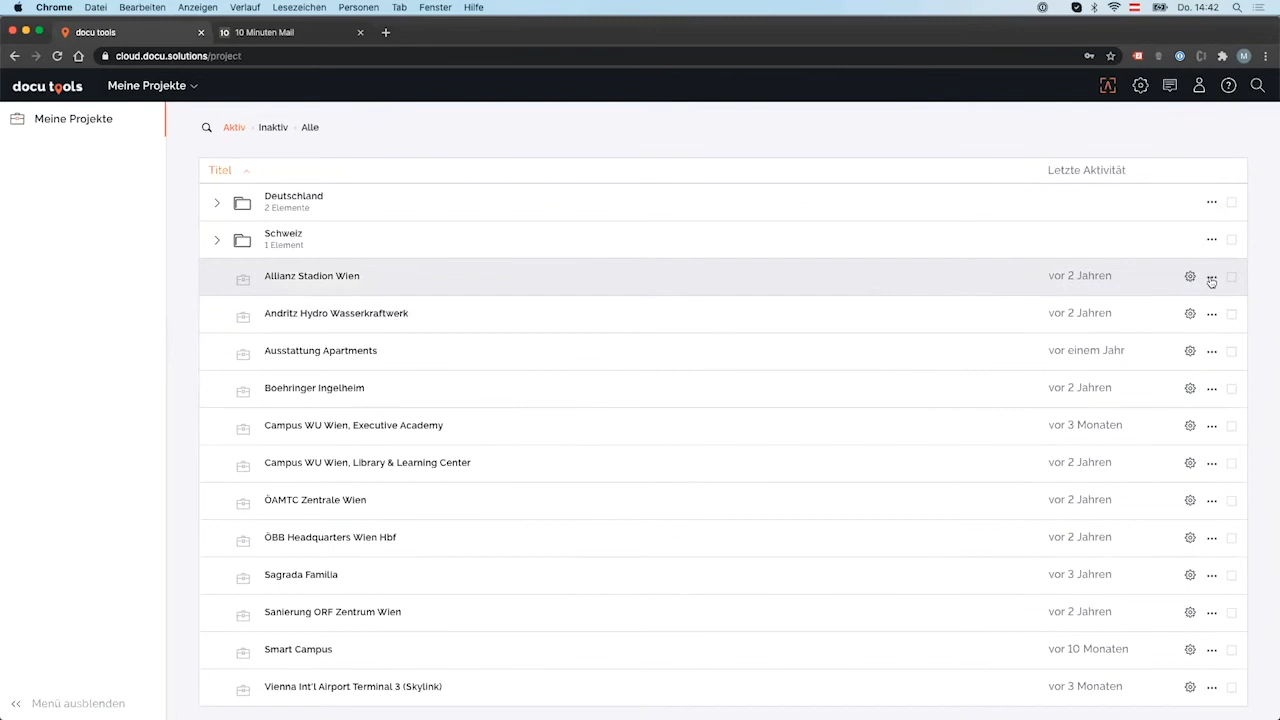 Chrome Datei Bearbeiten Anzeigen Verlauf Lesezeichen Personen Tab Fenster Hilfe Do. 14:42
docu tools 10 10 Minuten Mail
cloud.docu.solutions/project M
docu tools Meine Projekte
Meine Projekte
Aktiv Inaktiv Alle
Titel Letzte Aktivität
Deutschland
2 Elemente
Schweiz
1 Element
Allianz Stadion Wien vor 2 Jahren
Andritz Hydro Wasserkraftwerk vor 2 Jahren
Ausstattung Apartments vor einem Jahr
Boehringer Ingelheim vor 2 Jahren
Campus WU Wien, Executive Academy vor 3 Monaten
Campus WU Wien, Library & Learning Center vor 2 Jahren
ÖAMTC Zentrale Wien vor 2 Jahren
ÖBB Headquarters Wien Hbf vor 2 Jahren
Sagrada Familia vor 3 Jahren
Sanierung ORF Zentrum Wien vor 2 Jahren
Smart Campus vor 10 Monaten
Vienna Int'l Airport Terminal 3 (Skylink) vor 3 Monaten
Menü ausblenden